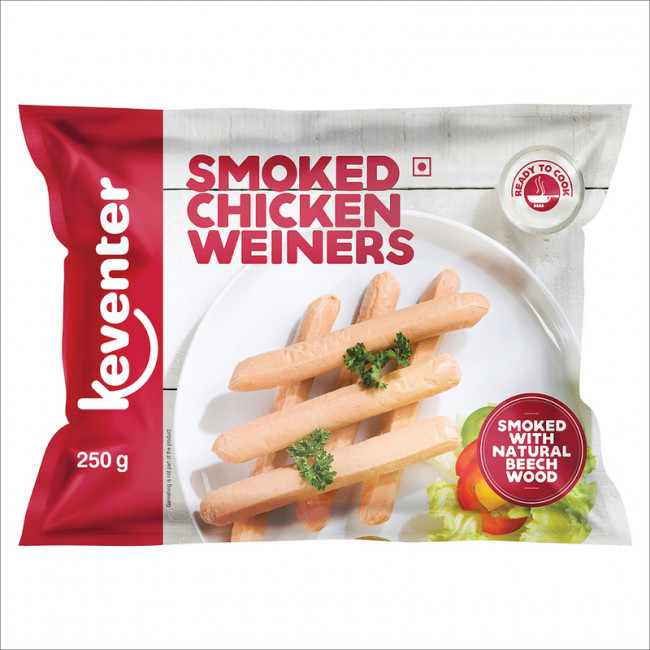 SMOKED
CHICKEN
WEINERS
READY TO COOK
keventer
250 g
Garnishing is not part of the product
SMOKED
WITH
NATURAL
BEECH
WOOD